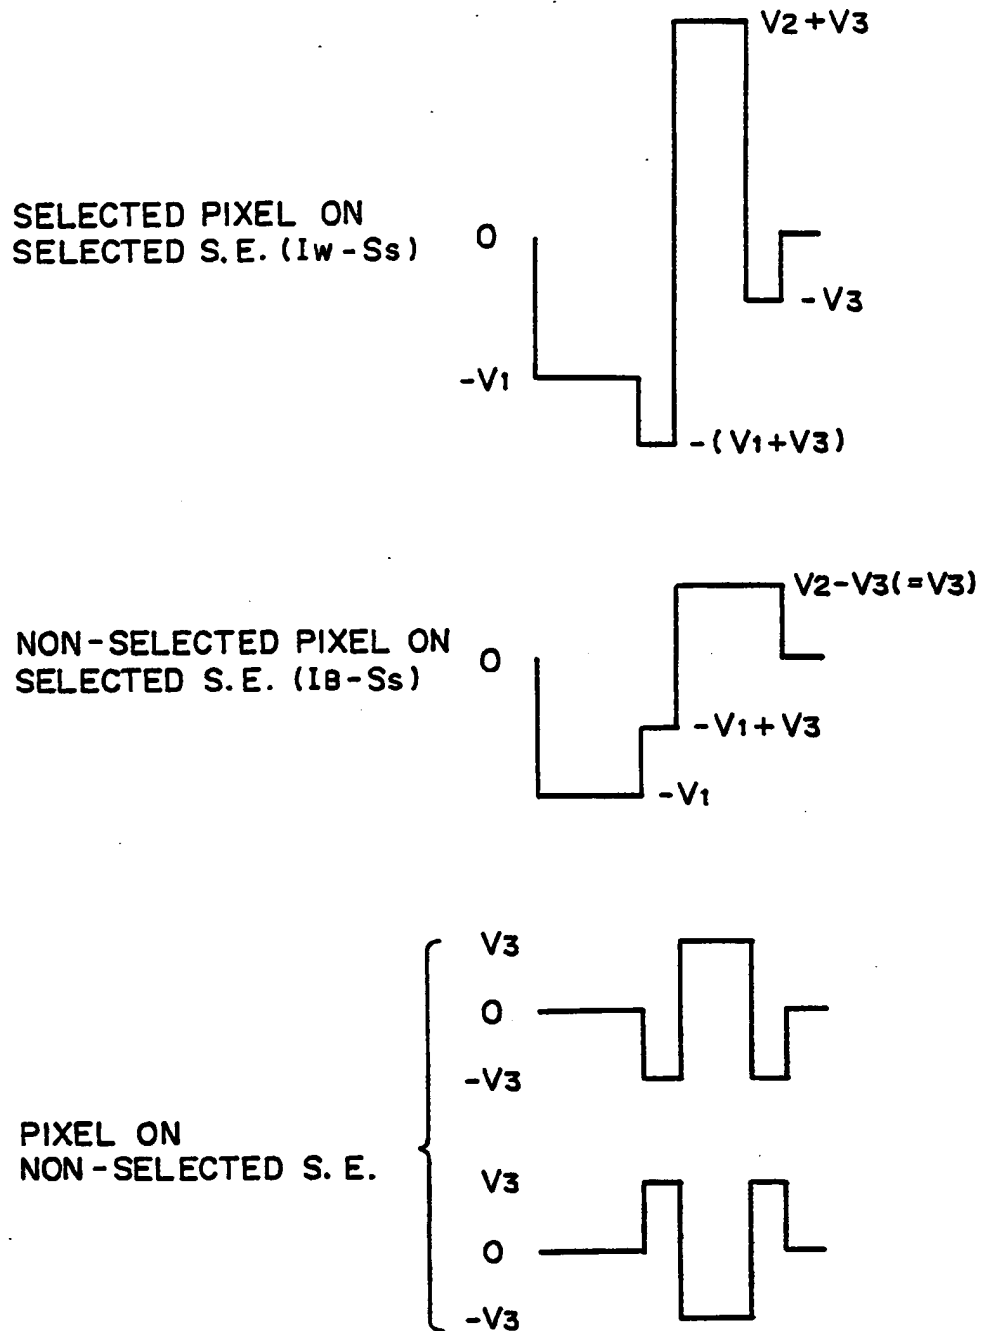 V2+V3
SELECTED PIXEL ON
SELECTED S.E. (Iw-Ss)
0
-V3
-V1
-(V1+V3)
V2-V3(=V3)
NON-SELECTED PIXEL ON
SELECTED S.E. (IB-Ss)
0
-V1+V3
-V1
V3
0
-V3
PIXEL ON
NON-SELECTED S.E.
V3
0
-V3